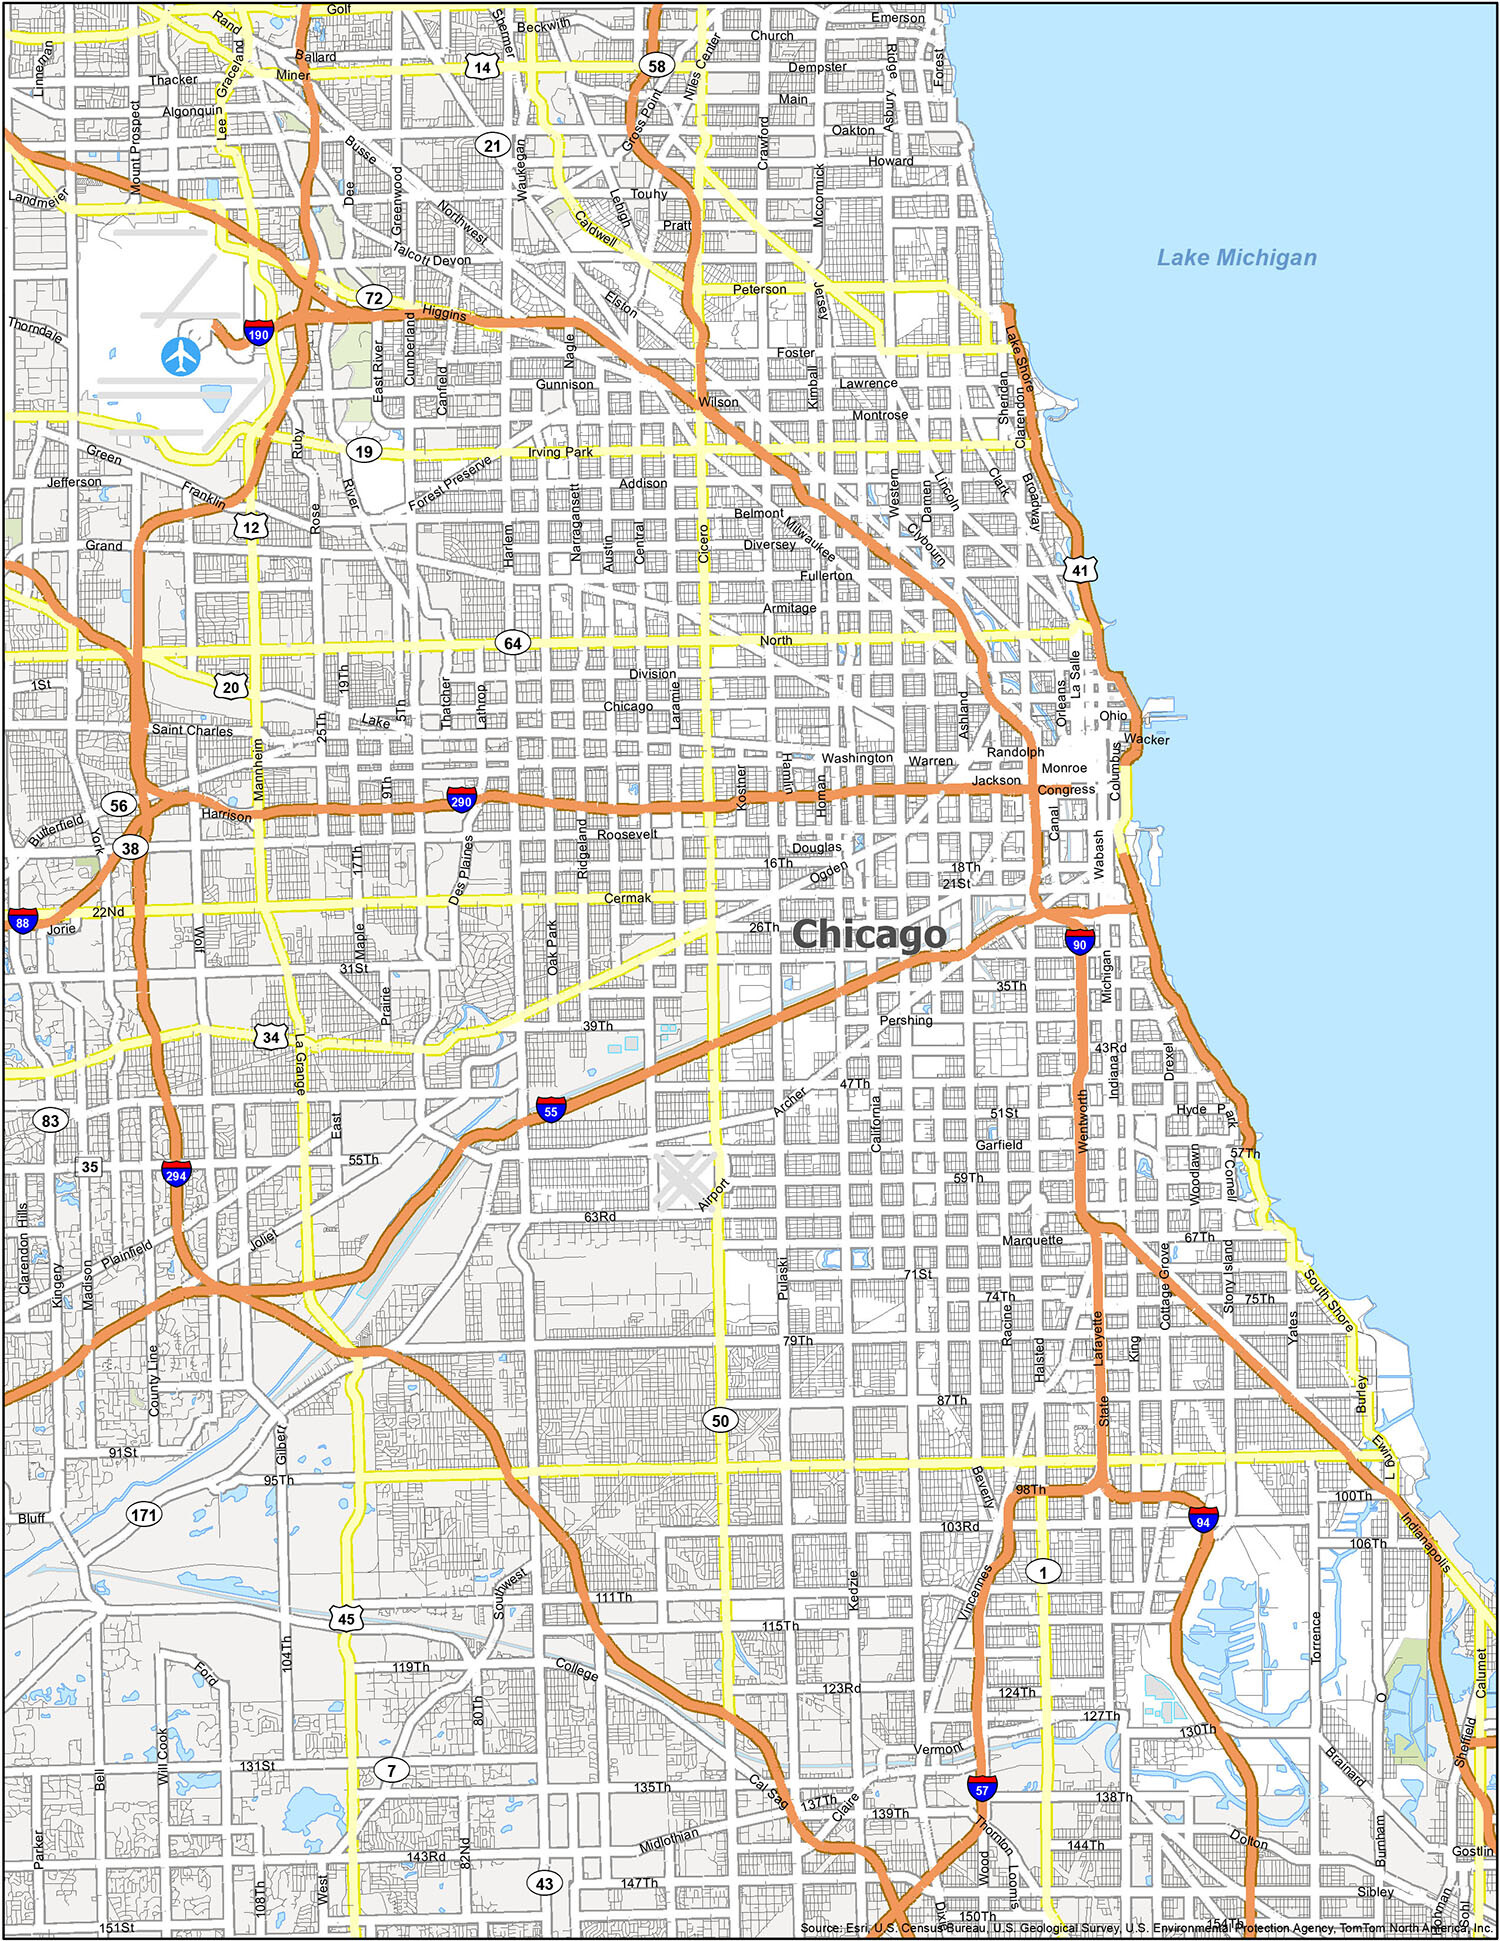 Golf
Rand
Shermer
Beckwith
Emerson
Church
Linneman
Graceland
Ballard
Miner
14
58
Niles Center
Dempster
Ridge
Forest
Thacker
Algonquin
Lee
Mount Prospect
Main
Asbury
Oakton
Gross Point
Crawford
21
Busse
Waukegan
Howard
Landmeier
Dee
Greenwood
Northwest
Lehigh
Touhy
Mccormick
Caldwell
Pratt
Talcott
Devon
Lake Michigan
72
Higgins
Elston
Peterson
Jersey
Thorndale
190
East River
Cumberland
Canfield
Nagle
Gunnison
Foster
Kimball
Lawrence
Lake Shore
Sheridan
Clarendon
Wilson
Montrose
Green
Ruby
19
Irving Park
Jefferson
Franklin
River
Forest Preserve
Addison
Western
Damen
Lincoln
Clark
Broadway
12
Rose
Belmont
Grand
Harlem
Narragansett
Austin
Central
Cicero
Diversey
Milwaukee
Clybourn
Fullerton
41
Armitage
64
North
1St
20
19Th
Division
La Salle
Orleans
Saint Charles
25Th
Lake
5Th
Thatcher
Lathrop
Chicago
Laramie
Ashland
Ohio
Wacker
Mannheim
Washington
Warren
Randolph
Monroe
Columbus
56
Harrison
9Th
290
Kostner
Hamlin
Homan
Jackson
Congress
Butterfield
York
38
Roosevelt
Canal
Wabash
17Th
Des Plaines
Ridgeland
Douglas
16Th
Ogden
18Th
21St
88
22Nd
Jorie
Cermak
Wolf
Maple
Oak Park
26Th
Chicago
90
31St
Prairie
35Th
Michigan
34
La Grange
39Th
Pershing
43Rd
Indiana
Drexel
83
East
55
47Th
Archer
California
51St
Hyde Park
Wentworth
Garfield
35
294
55Th
57Th
Cornell
Woodlawn
59Th
Airport
Clarendon Hills
Kingery
Madison
Plainfield
Joliet
63Rd
Marquette
67Th
Pulaski
71St
74Th
Racine
Cottage Grove
Stony Island
75Th
South Shore
Yates
79Th
Halsted
Lafayette
King
County Line
87Th
State
Burley
50
91St
Gilbert
95Th
Ewing
Beverly
98Th
100Th
171
Bluff
103Rd
94
Indianapolis
106Th
1
Southwest
111Th
Kedzie
Vincennes
45
115Th
Torrence
104Th
119Th
College
Ford
123Rd
124Th
Calumet
O
80Th
127Th
130Th
Will Cook
Bell
131St
7
Vermont
Sheffield
Brainard
135Th
Cal Sag
137Th
Claire
57
138Th
139Th
Thornton
Dolton
Burnham
Parker
Midlothian
144Th
Gostlin
143Rd
82Nd
Wood
Loomis
108Th
West
43
147Th
Sibley
Hohman
Sohl
Dixie
150Th
151St
154Th
Source: Esri, U.S. Census Bureau, U.S. Geological Survey, U.S. Environmental Protection Agency, TomTom North America, Inc.